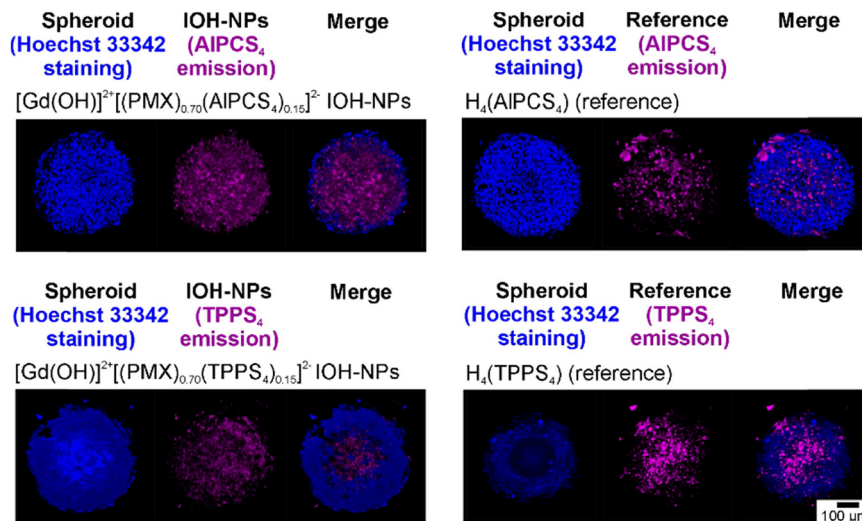 Spheroid IOH-NPs Merge
(Hoechst 33342 (AlPCS₄
staining) emission)
[Gd(OH)]²⁺[(PMX)₀.₇₀(AlPCS₄)₀.₁₅]²⁻ IOH-NPs
Spheroid Reference Merge
(Hoechst 33342 (AlPCS₄
staining) emission)
H₄(AlPCS₄) (reference)
Spheroid IOH-NPs Merge
(Hoechst 33342 (TPPS₄
staining) emission)
[Gd(OH)]²⁺[(PMX)₀.₇₀(TPPS₄)₀.₁₅]²⁻ IOH-NPs
Spheroid Reference Merge
(Hoechst 33342 (TPPS₄
staining) emission)
H₄(TPPS₄) (reference)
100 µm